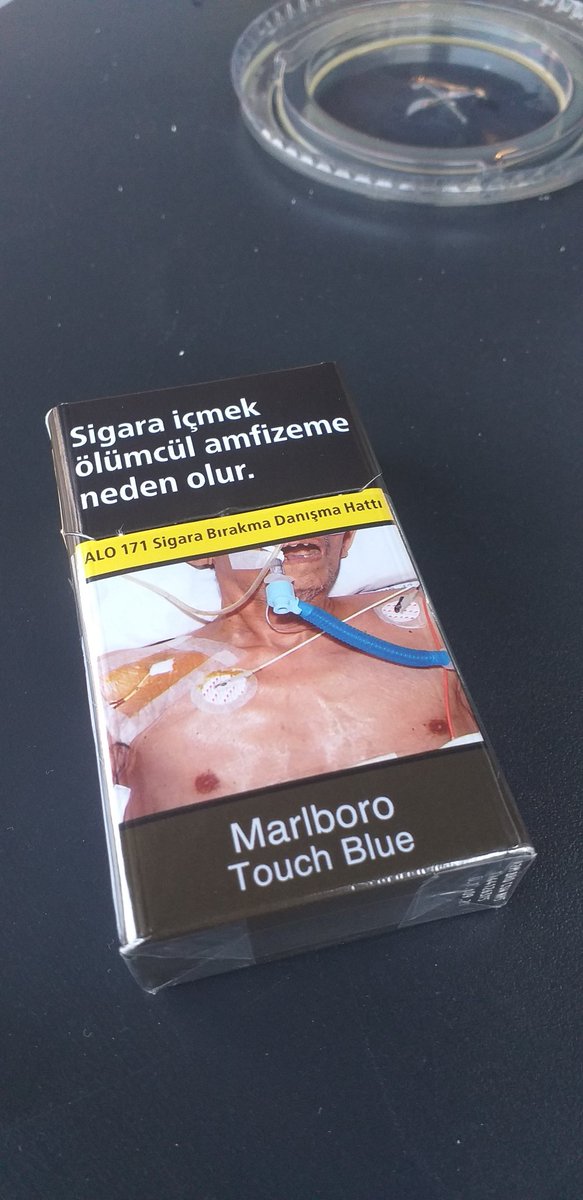 Sigara içmek
ölümcül amfizeme
neden olur.
ALO 171 Sigara Bırakma Danışma Hattı
Marlboro
Touch Blue